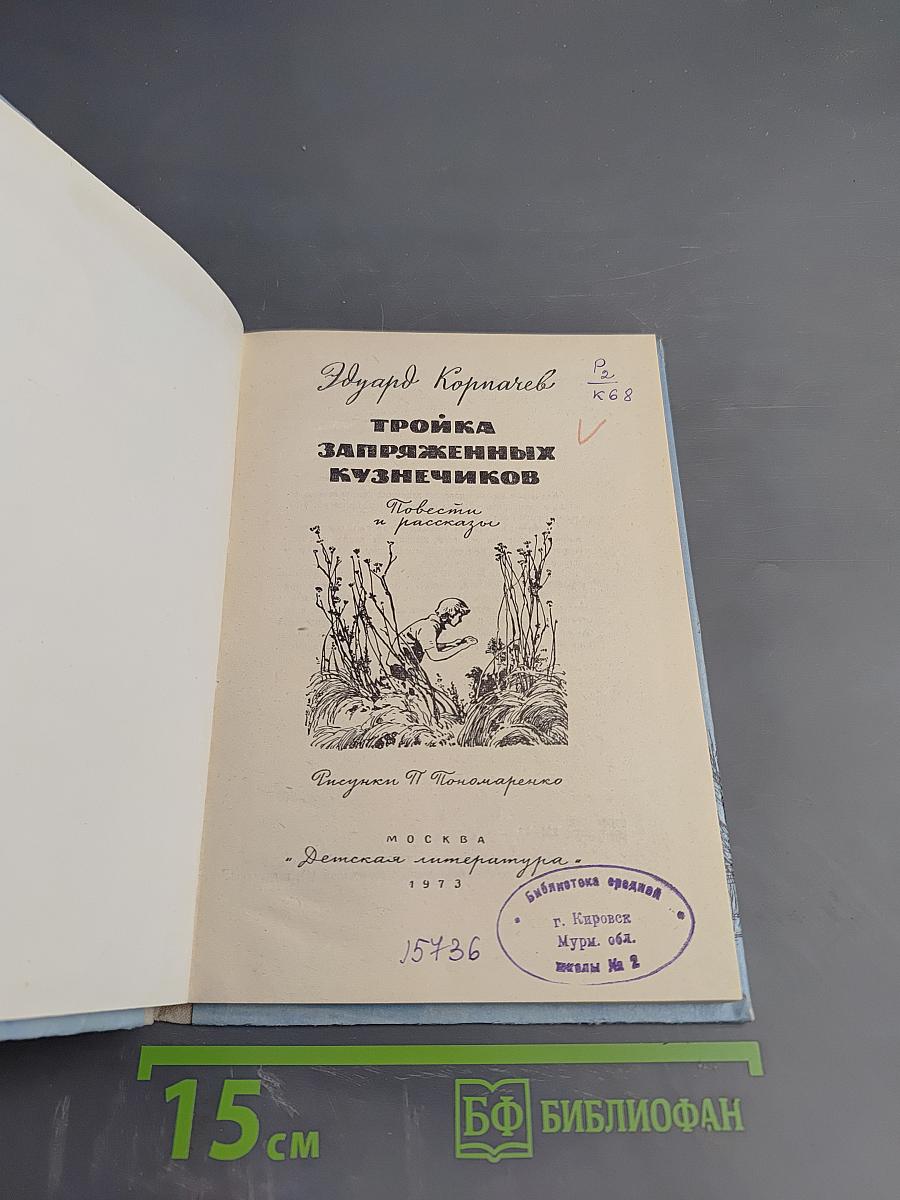 Эдуард Корпачев
Р2
К68
ТРОЙКА
ЗАПРЯЖЕННЫХ
КУЗНЕЧИКОВ
Повести
и рассказы
Рисунки П Пономаренко
МОСКВА
"Детская литература"
1973
15736
Библиотека средней
г. Кировск
Мурм. обл.
школы № 2
15 см
БФ БИБЛИОФАН